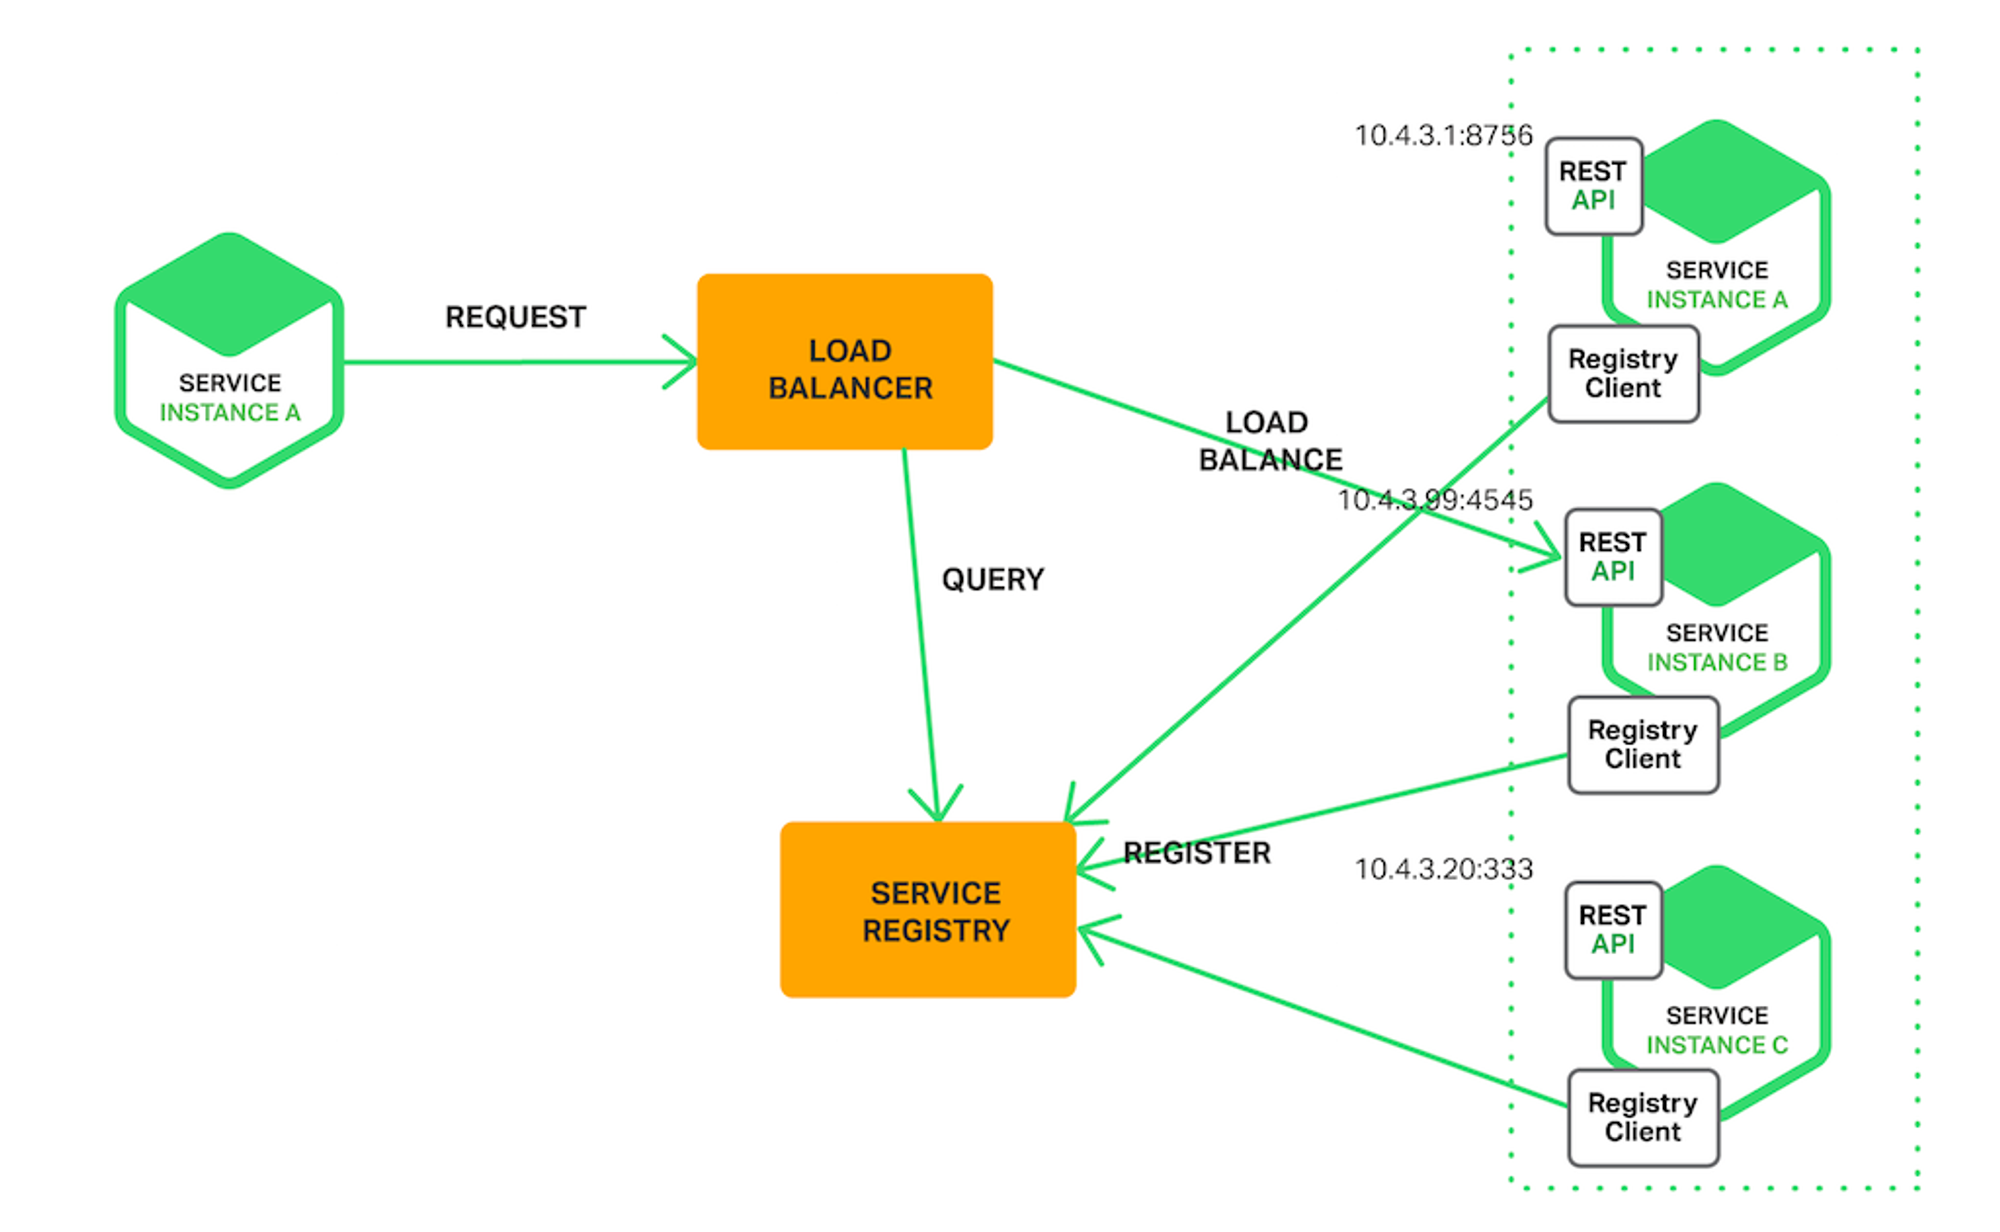 SERVICE
INSTANCE A
REQUEST
LOAD
BALANCER
QUERY
SERVICE
REGISTRY
LOAD
BALANCE
REGISTER
10.4.3.1:8756
REST
API
SERVICE
INSTANCE A
Registry
Client
10.4.3.99:4545
REST
API
SERVICE
INSTANCE B
Registry
Client
10.4.3.20:333
REST
API
SERVICE
INSTANCE C
Registry
Client